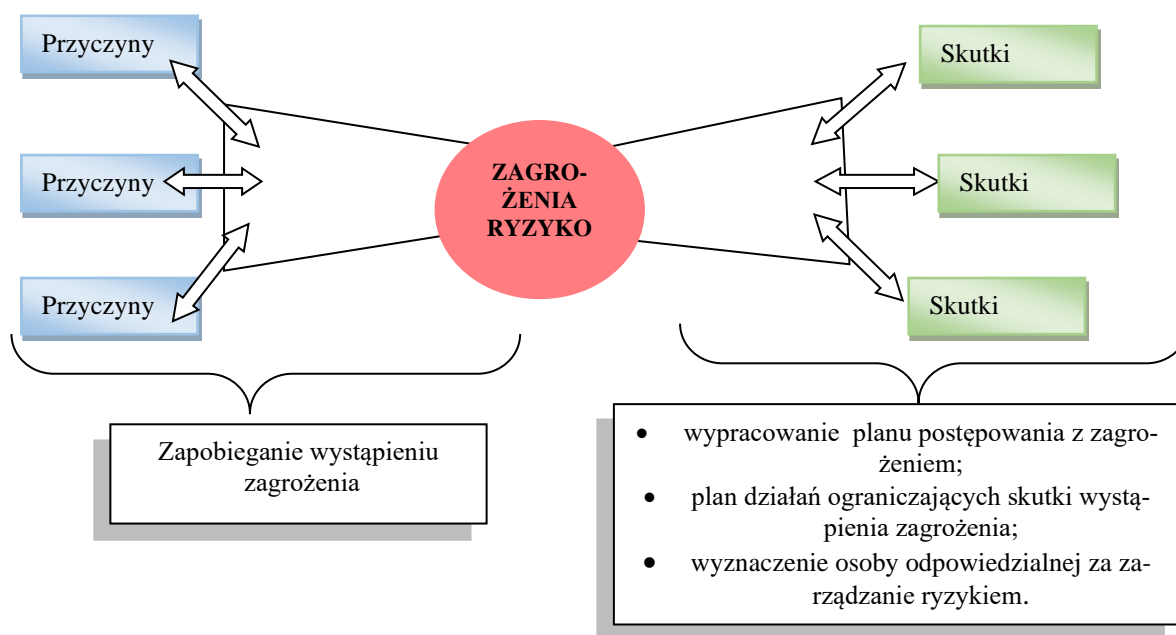 Przyczyny
Przyczyny
Przyczyny
ZAGRO-
ŻENIA
RYZYKO
Skutki
Skutki
Skutki
Zapobieganie wystąpieniu
zagrożenia
• wypracowanie planu postępowania z zagro-
żeniem;
• plan działań ograniczających skutki wystą-
pienia zagrożenia;
• wyznaczenie osoby odpowiedzialnej za za-
rządzanie ryzykiem.